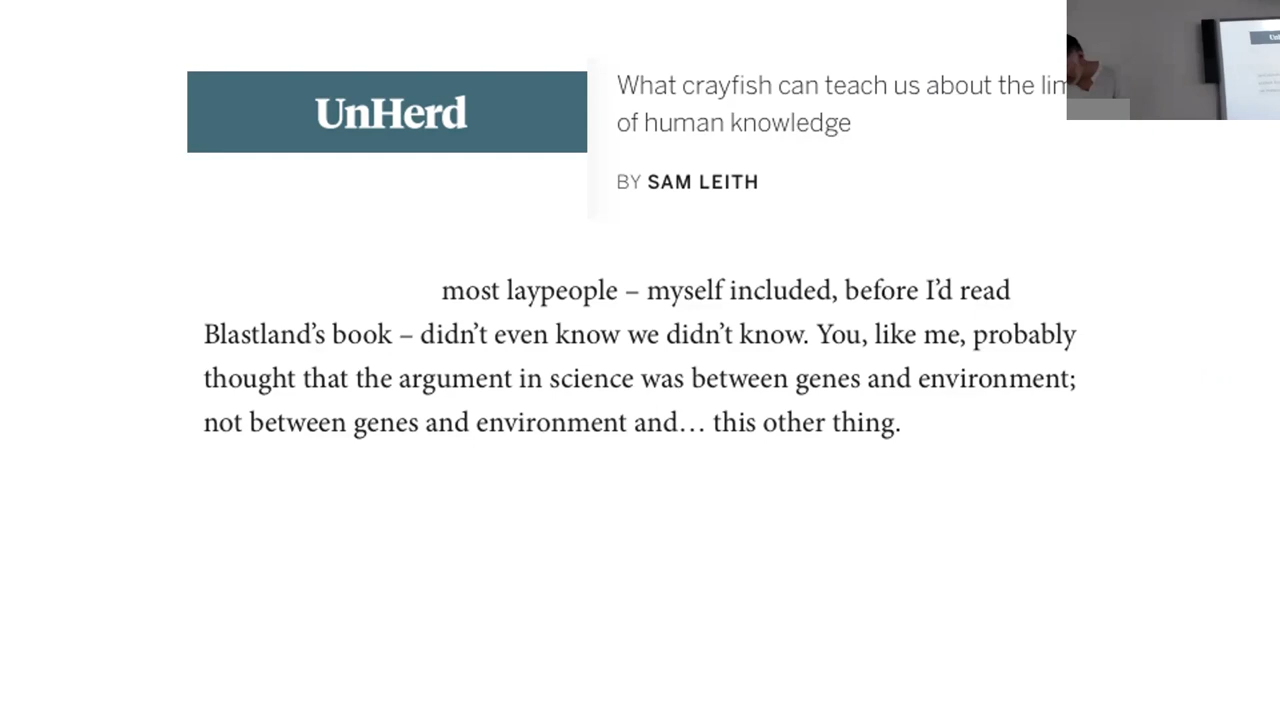 UnHerd
What crayfish can teach us about the
of human knowledge
BY SAM LEITH
most laypeople – myself included, before I’d read
Blastland’s book – didn’t even know we didn’t know. You, like me, probably
thought that the argument in science was between genes and environment;
not between genes and environment and… this other thing.